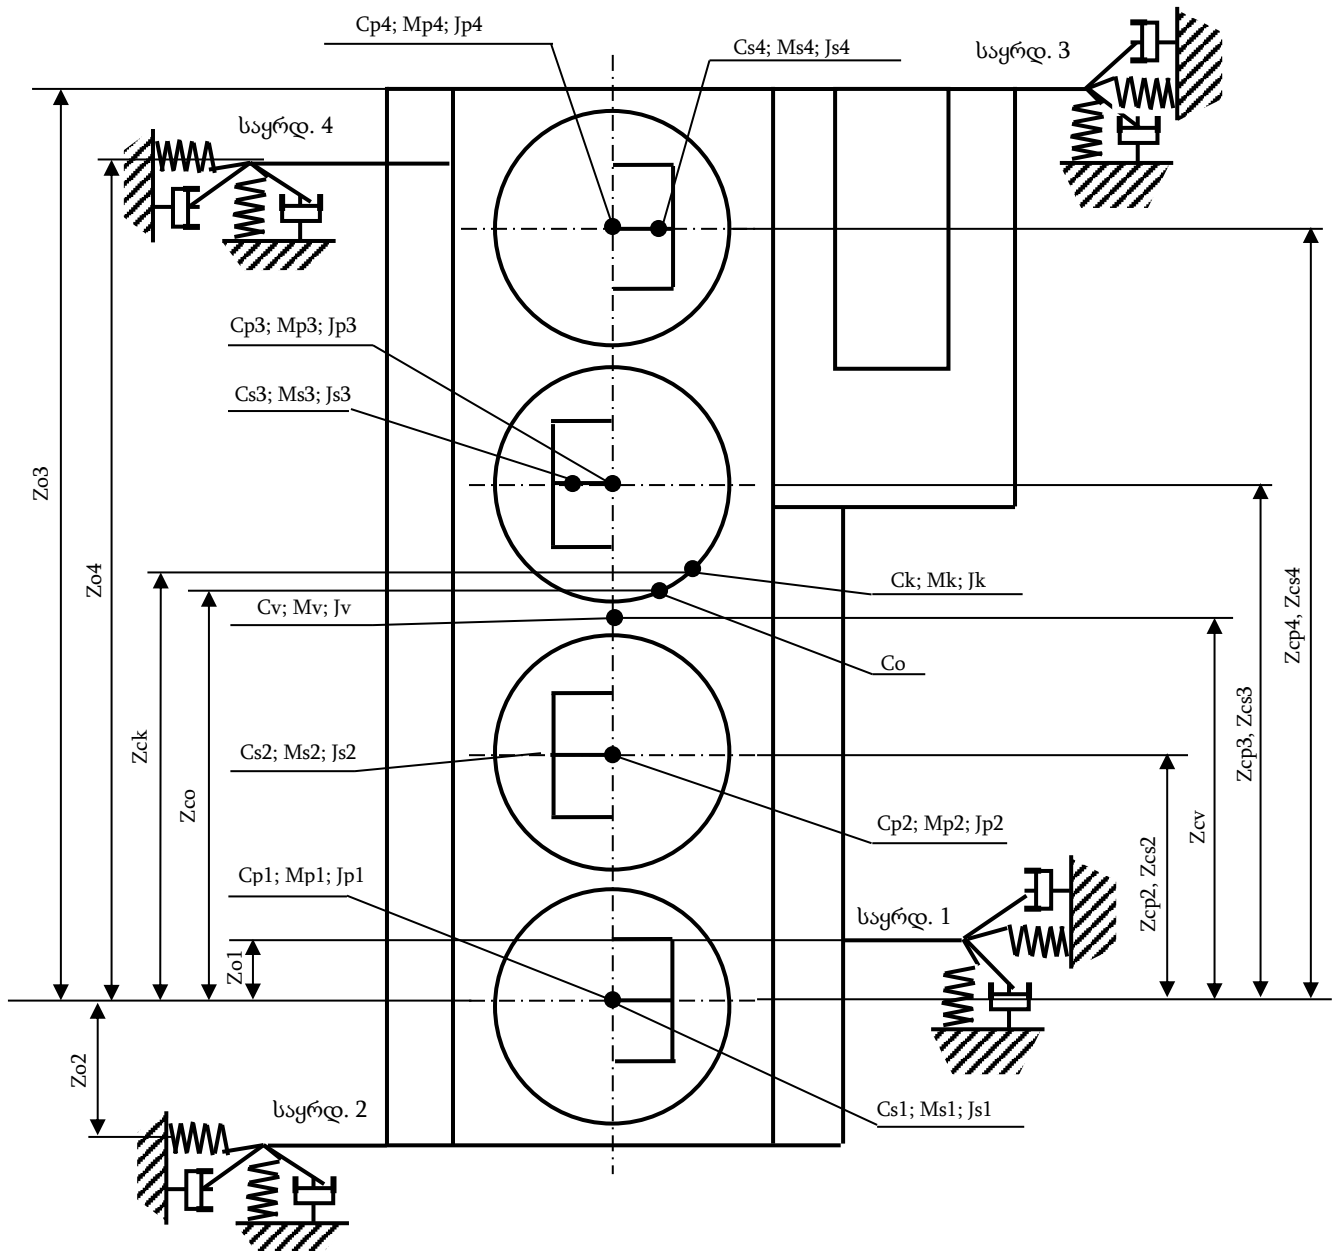 Cp4; Mp4; Jp4
Cs4; Ms4; Js4
საყრდ. 3
საყრდ. 4
Cp3; Mp3; Jp3
Cs3; Ms3; Js3
Zo3
Zo4
Ck; Mk; Jk
Cv; Mv; Jv
Zcp4, Zcs4
Co
Zcp3, Zcs3
Zck
Cs2; Ms2; Js2
Zco
Zcv
Cp2; Mp2; Jp2
Zcp2, Zcs2
Cp1; Mp1; Jp1
საყრდ. 1
Zo1
Zo2
საყრდ. 2
Cs1; Ms1; Js1